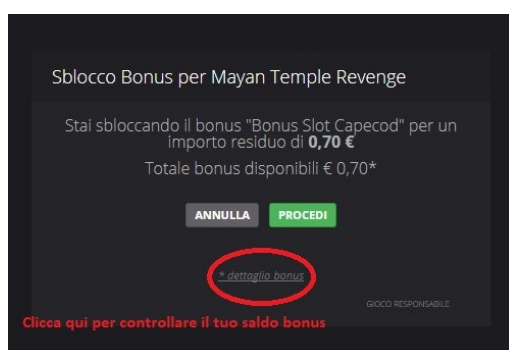 Sblocco Bonus per Mayan Temple Revenge
Stai sbloccando il bonus "Bonus Slot Capecod" per un
importo residuo di 0,70 €
Totale bonus disponibili € 0,70*
ANNULLA PROCEDI
* dettaglio bonus
GIOCO RESPONSABILE
Clicca qui per controllare il tuo saldo bonus